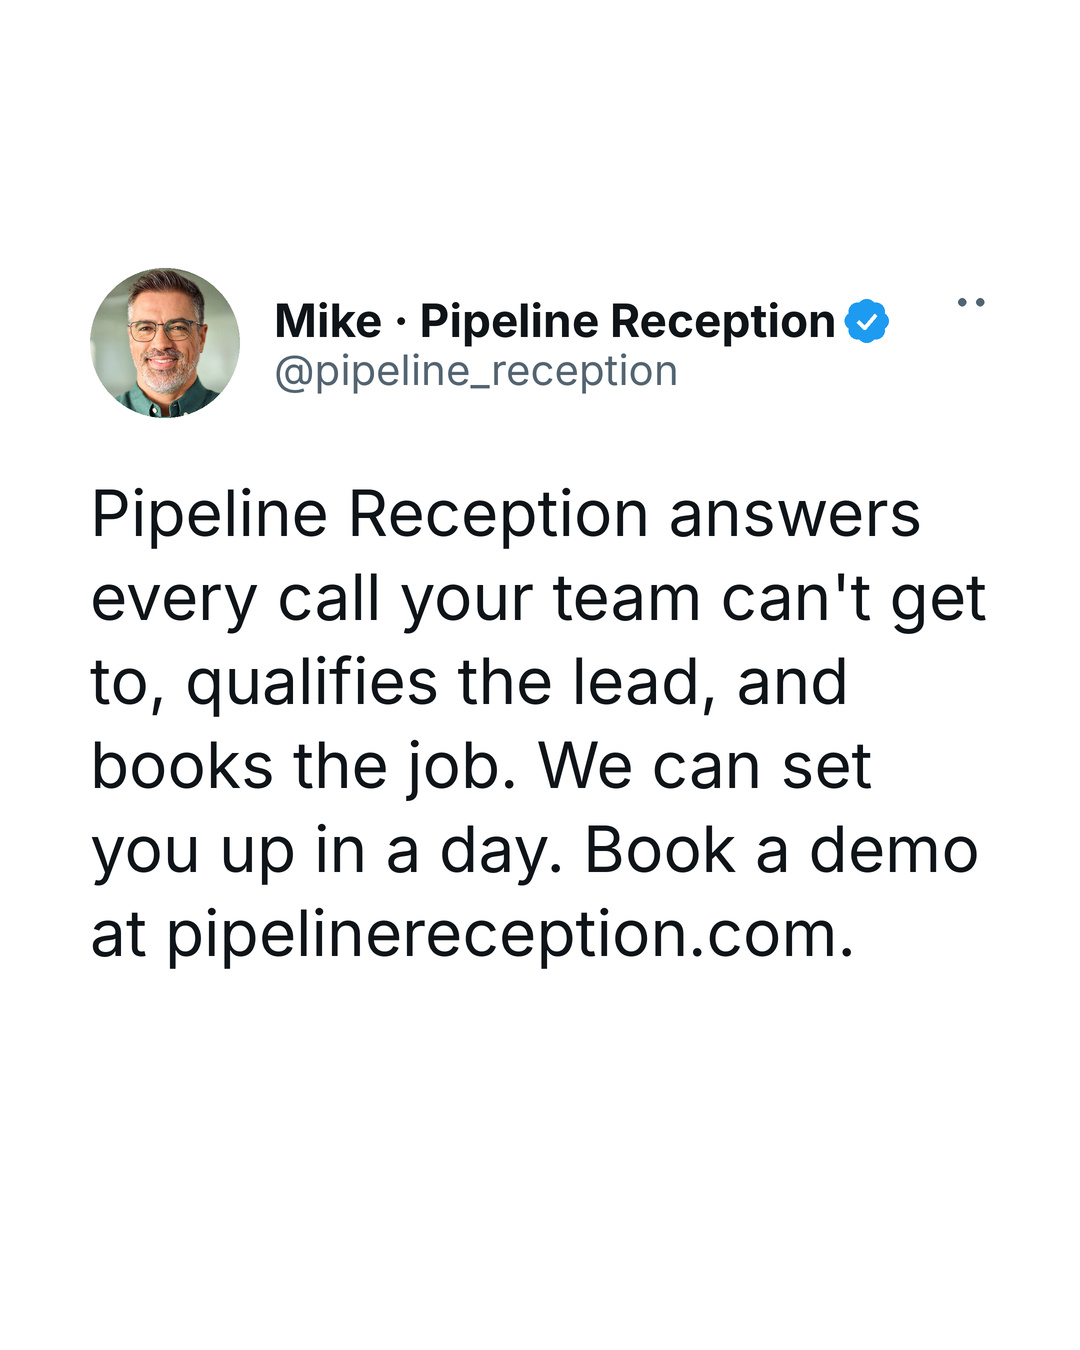 Mike · Pipeline Reception
@pipeline_reception
Pipeline Reception answers
every call your team can't get
to, qualifies the lead, and
books the job. We can set
you up in a day. Book a demo
at pipelinereception.com.